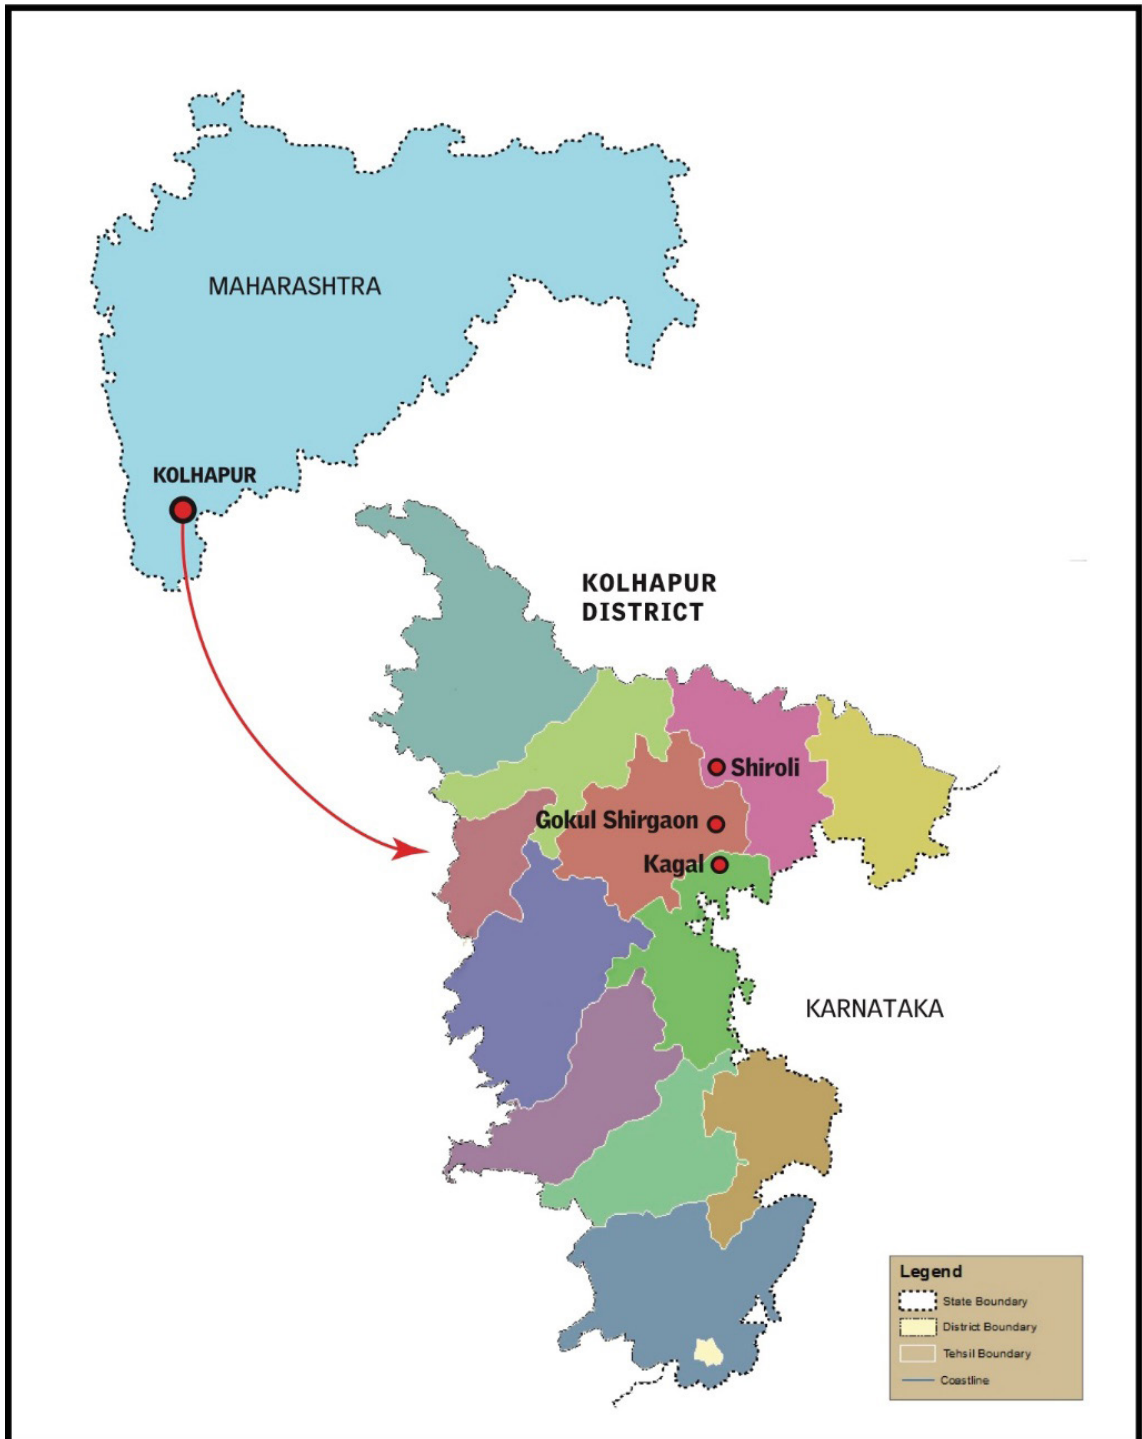 MAHARASHTRA
KOLHAPUR
KOLHAPUR
DISTRICT
Shiroli
Gokul Shirgaon
Kagal
KARNATAKA
Legend
State Boundary
District Boundary
Tehsil Boundary
Coastline